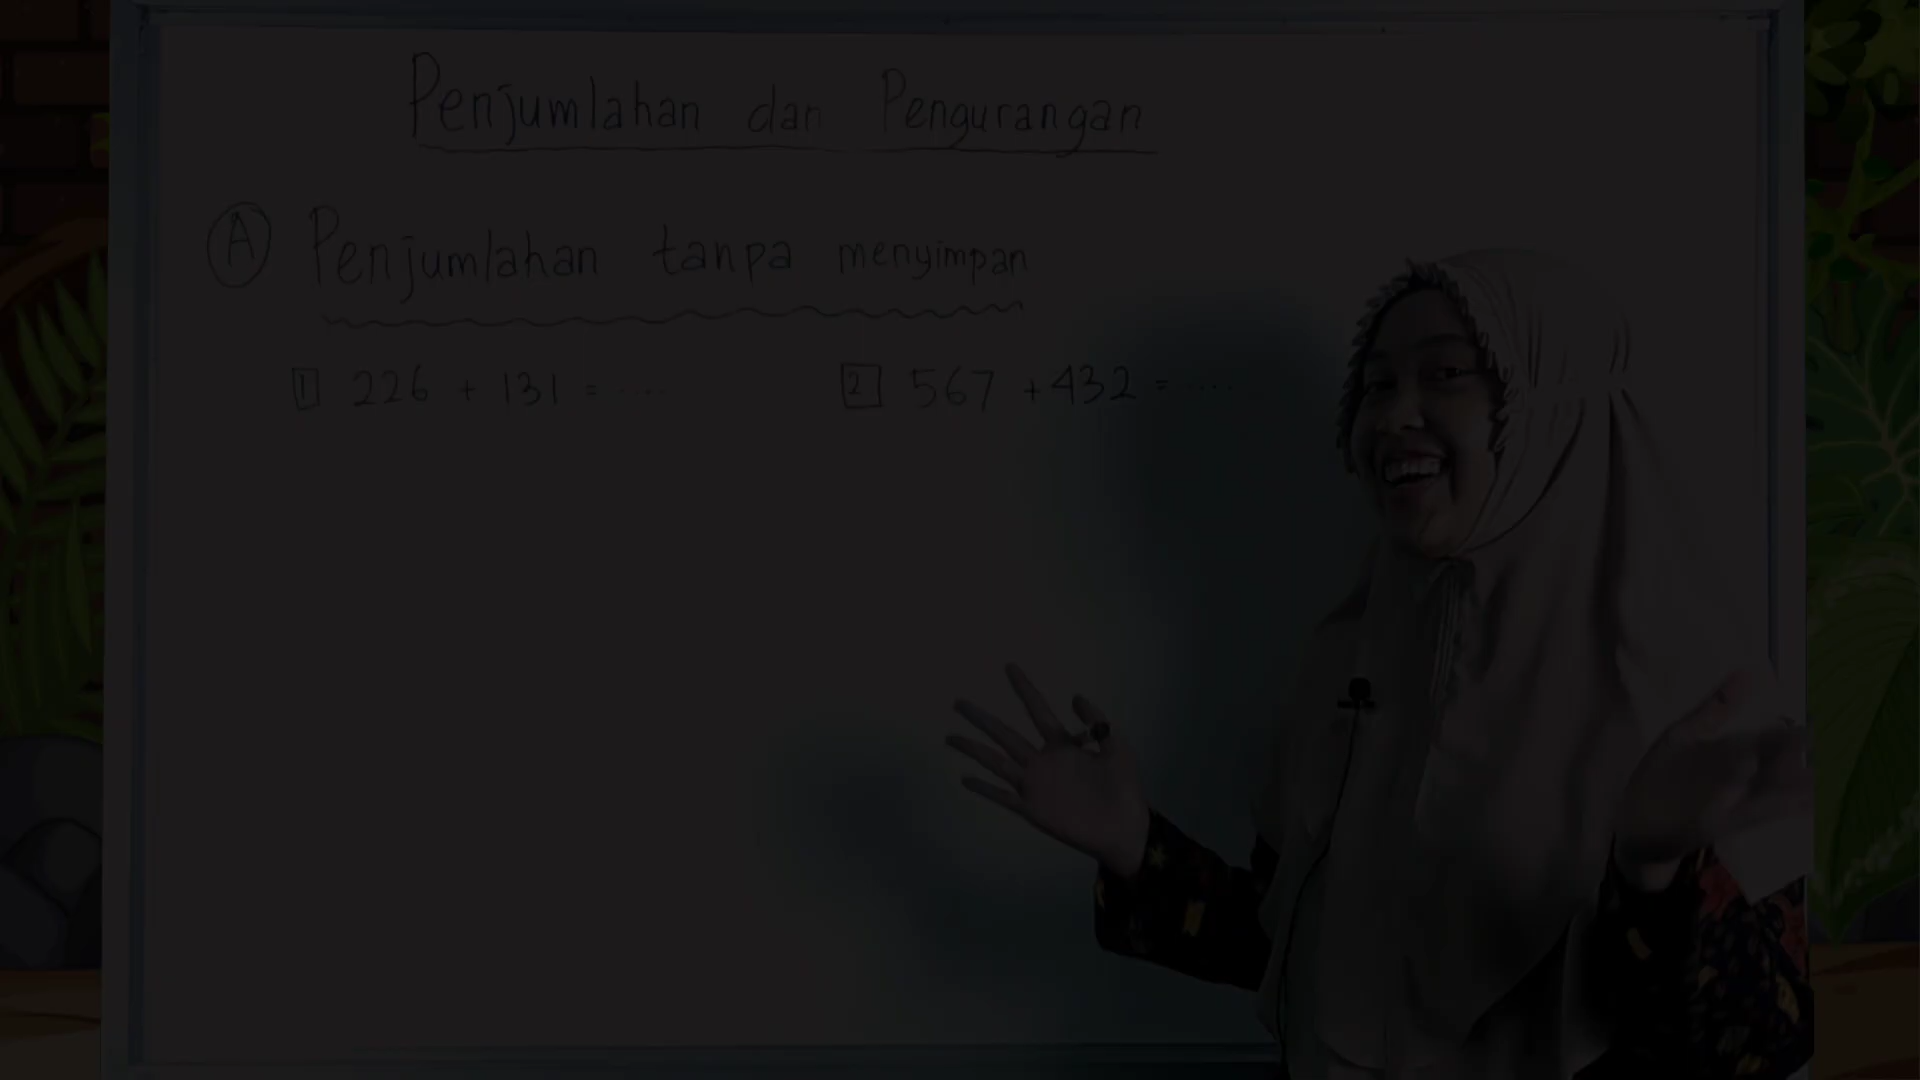 Penjumlahan dan Pengurangan
A Penjumlahan tanpa menyimpan
1 226 + 131 = ....
2 567 + 432 = ....